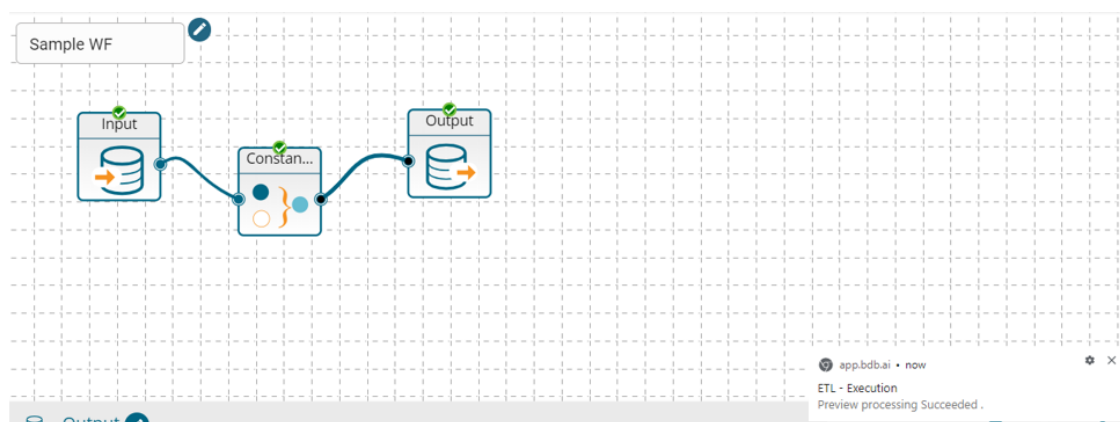 Sample WF
Input
Constan...
Output
app.bdb.ai • now
ETL - Execution
Preview processing Succeeded .
Output